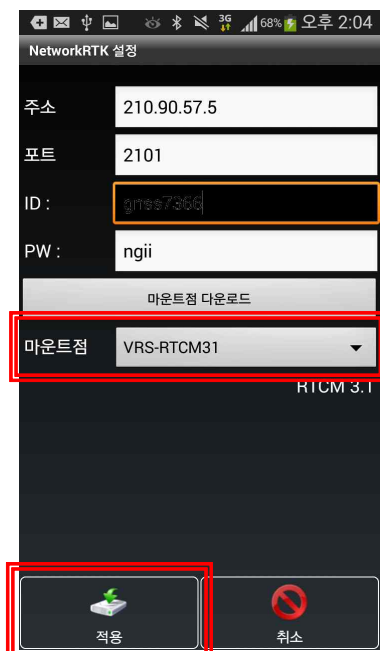 3G 68% 오후 2:04
NetworkRTK 설정
주소 210.90.57.5
포트 2101
ID :
PW : ngii
마운트점 다운로드
마운트점 VRS-RTCM31
RTCM 3.1
적용 취소